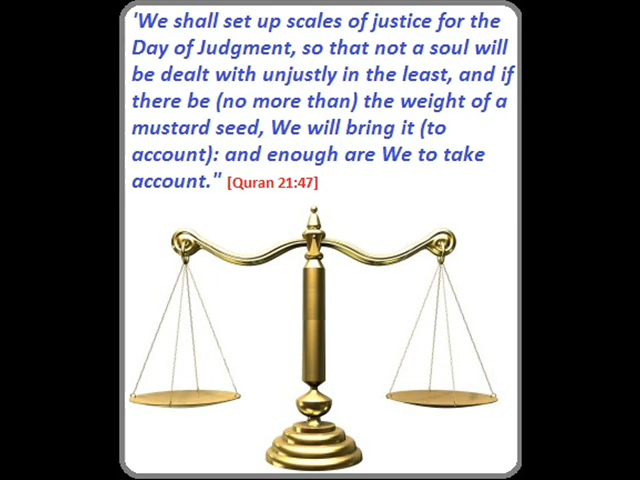 'We shall set up scales of justice for the
Day of Judgment, so that not a soul will
be dealt with unjustly in the least, and if
there be (no more than) the weight of a
mustard seed, We will bring it (to
account): and enough are We to take
account." [Quran 21:47]